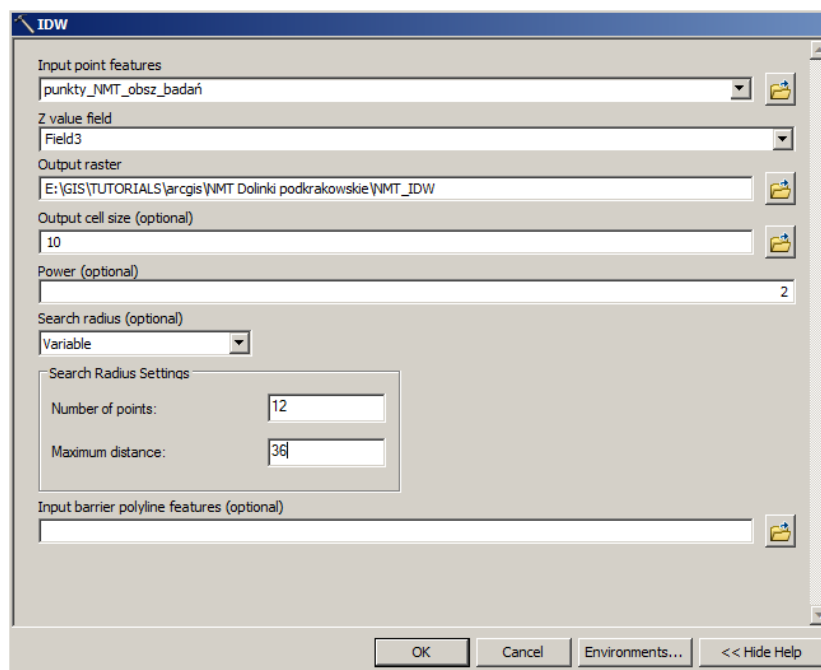 IDW
Input point features
punkty_NMT_obsz_badań
Z value field
Field3
Output raster
E:\GIS\TUTORIALS\arcgis\NMT Dolinki podkrakowskie\NMT_IDW
Output cell size (optional)
10
Power (optional)
2
Search radius (optional)
Variable
Search Radius Settings
Number of points:
12
Maximum distance:
36
Input barrier polyline features (optional)
OK
Cancel
Environments...
<< Hide Help